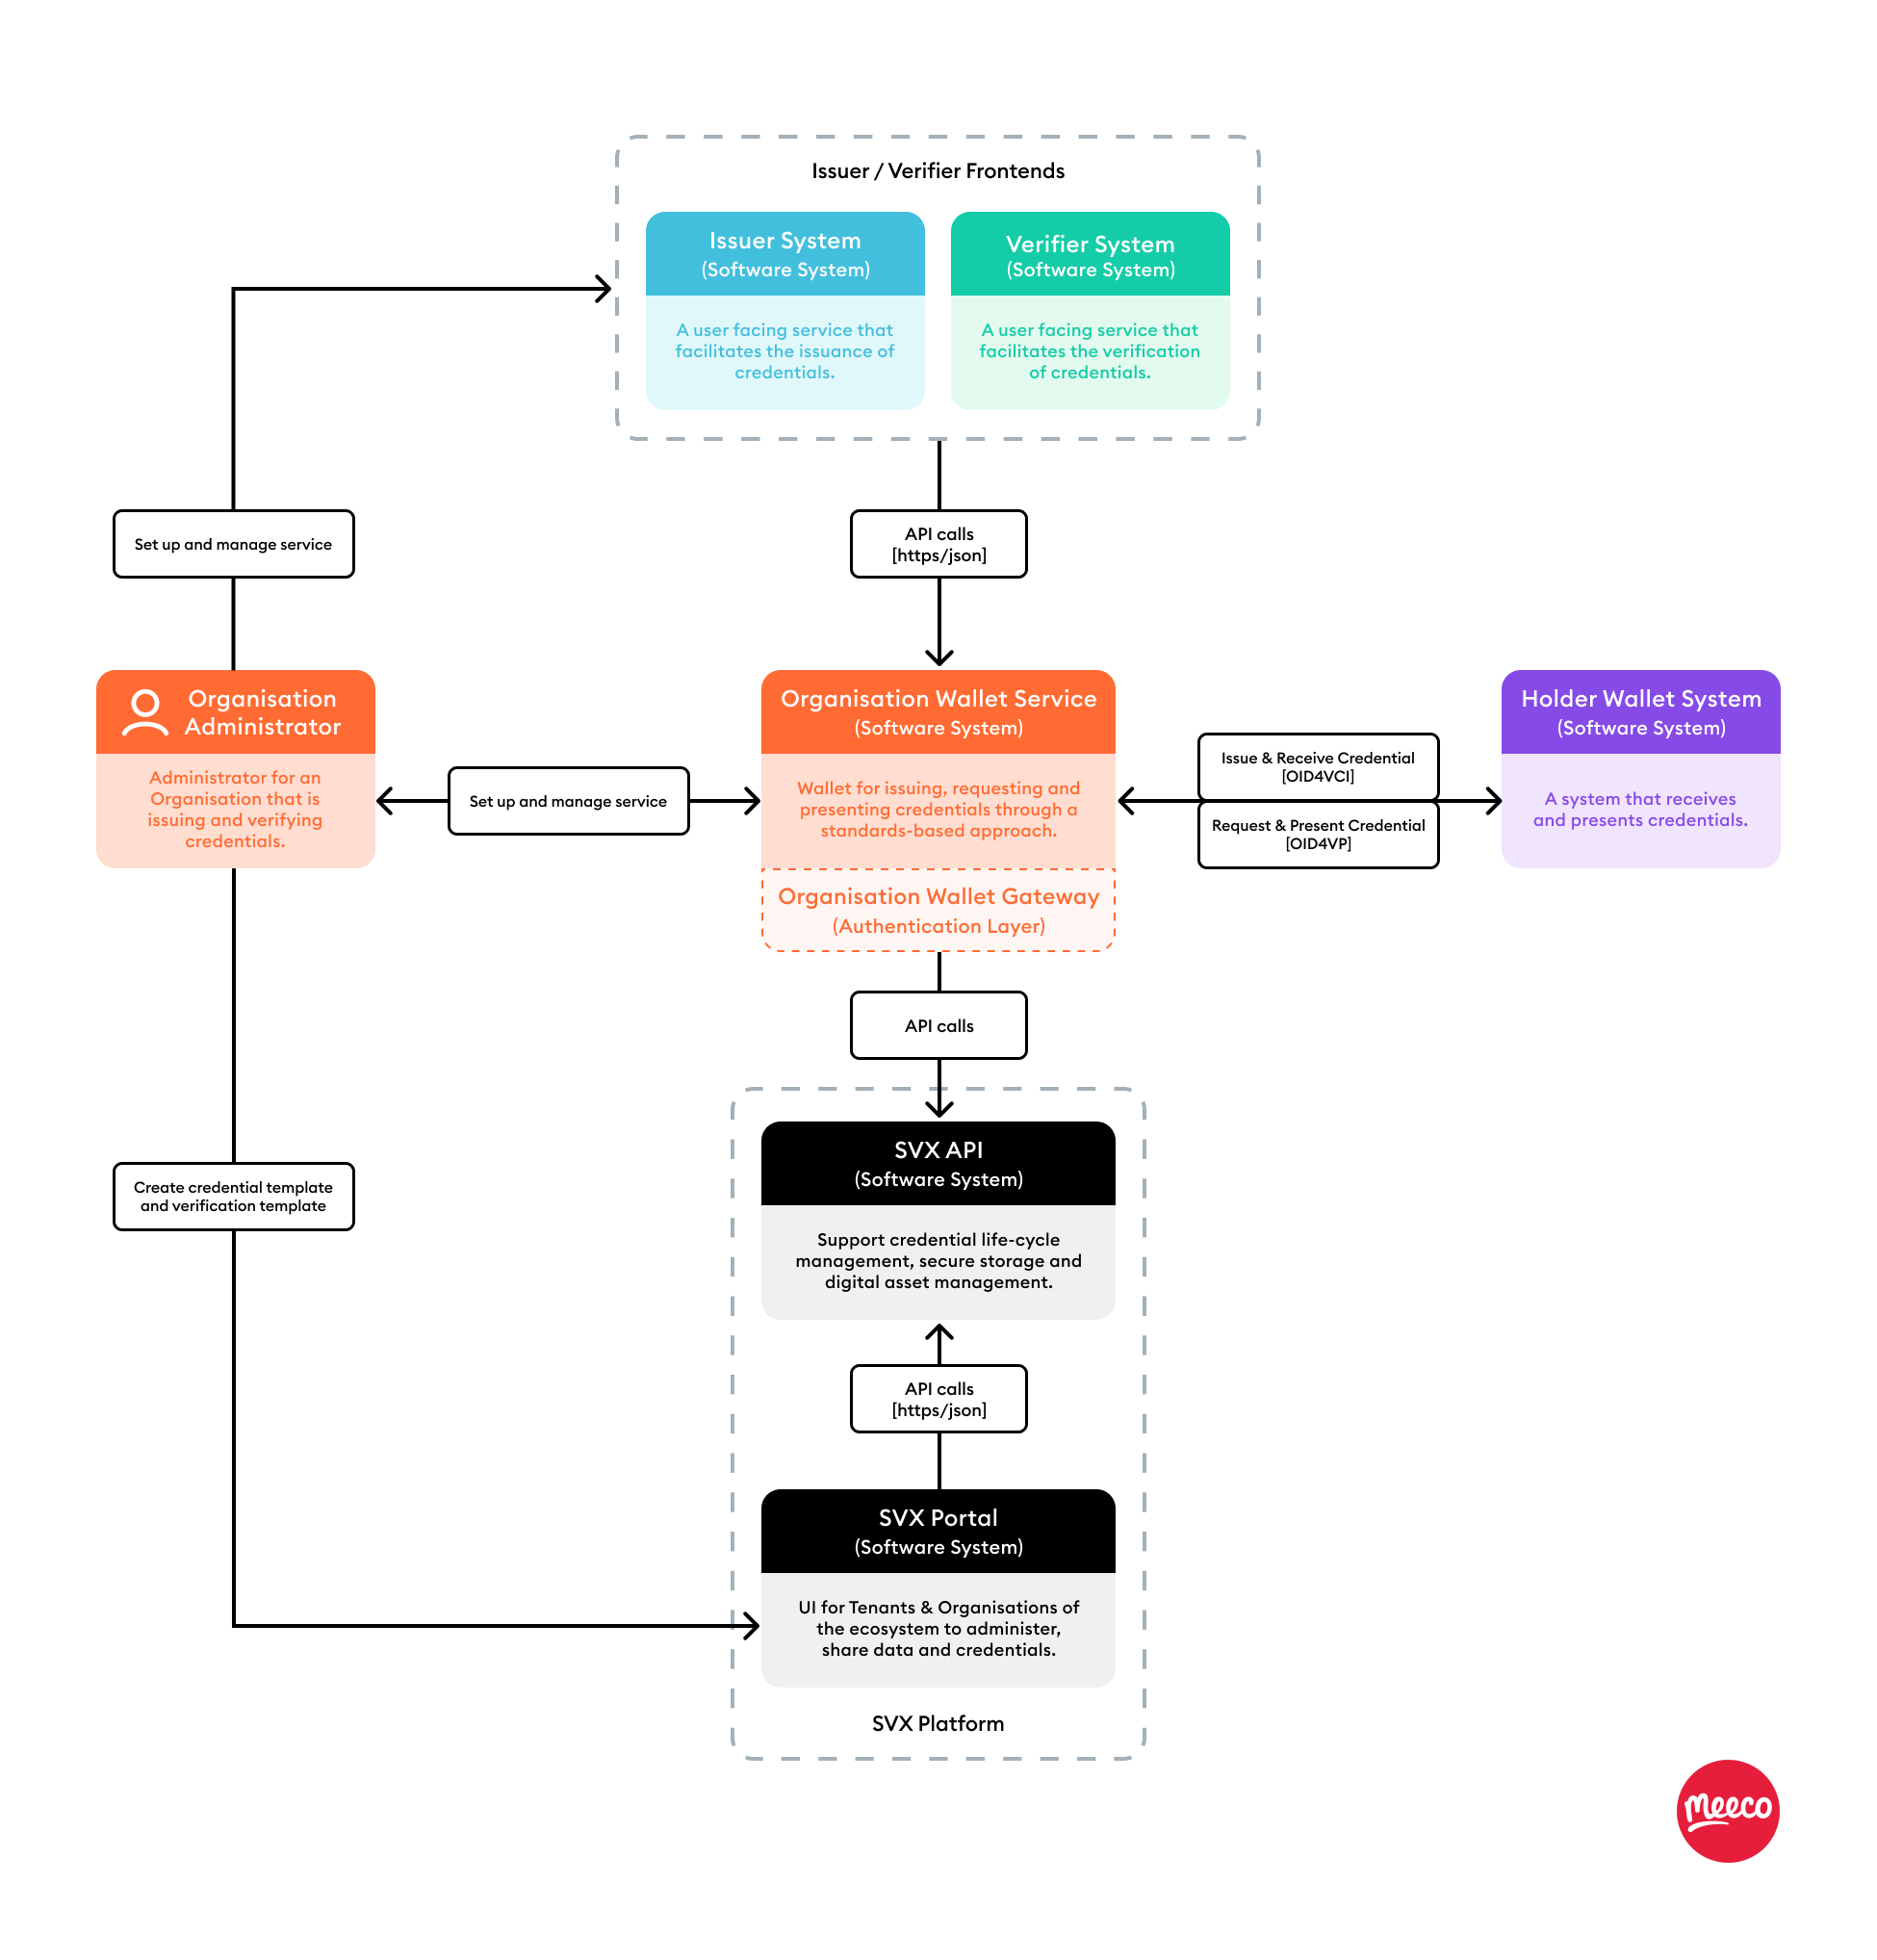 Issuer / Verifier Frontends
Issuer System
(Software System)
A user facing service that
facilitates the issuance of
credentials.
Verifier System
(Software System)
A user facing service that
facilitates the verification
of credentials.
Set up and manage service
API calls
[https/json]
Organisation
Administrator
Administrator for an
Organisation that is
issuing and verifying
credentials.
Set up and manage service
Organisation Wallet Service
(Software System)
Wallet for issuing, requesting and
presenting credentials through a
standards-based approach.
Organisation Wallet Gateway
(Authentication Layer)
Issue & Receive Credential
[OID4VCI]
Request & Present Credential
[OID4VP]
Holder Wallet System
(Software System)
A system that receives
and presents credentials.
API calls
Create credential template
and verification template
SVX API
(Software System)
Support credential life-cycle
management, secure storage and
digital asset management.
API calls
[https/json]
SVX Portal
(Software System)
UI for Tenants & Organisations of
the ecosystem to administer,
share data and credentials.
SVX Platform
meeco